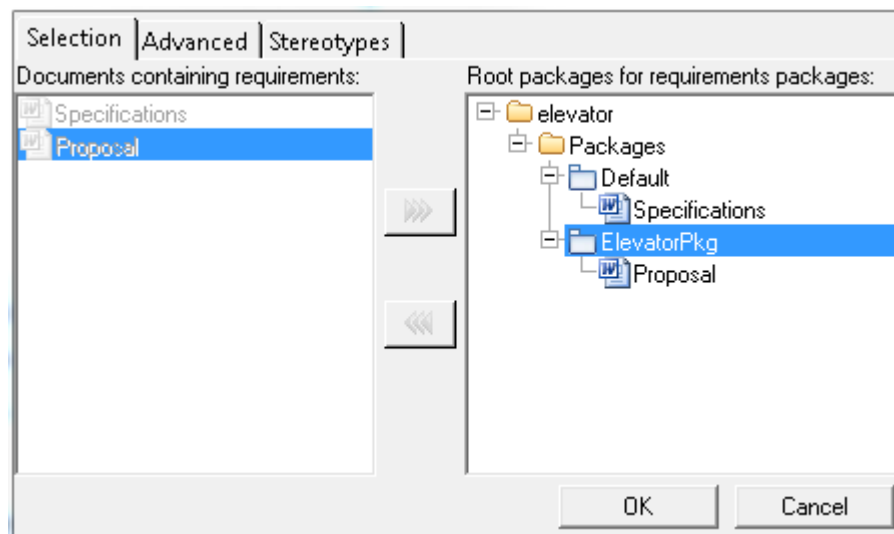 Selection Advanced Stereotypes
Documents containing requirements:
Specifications
Proposal
Root packages for requirements packages:
elevator
Packages
Default
Specifications
ElevatorPkg
Proposal
OK Cancel